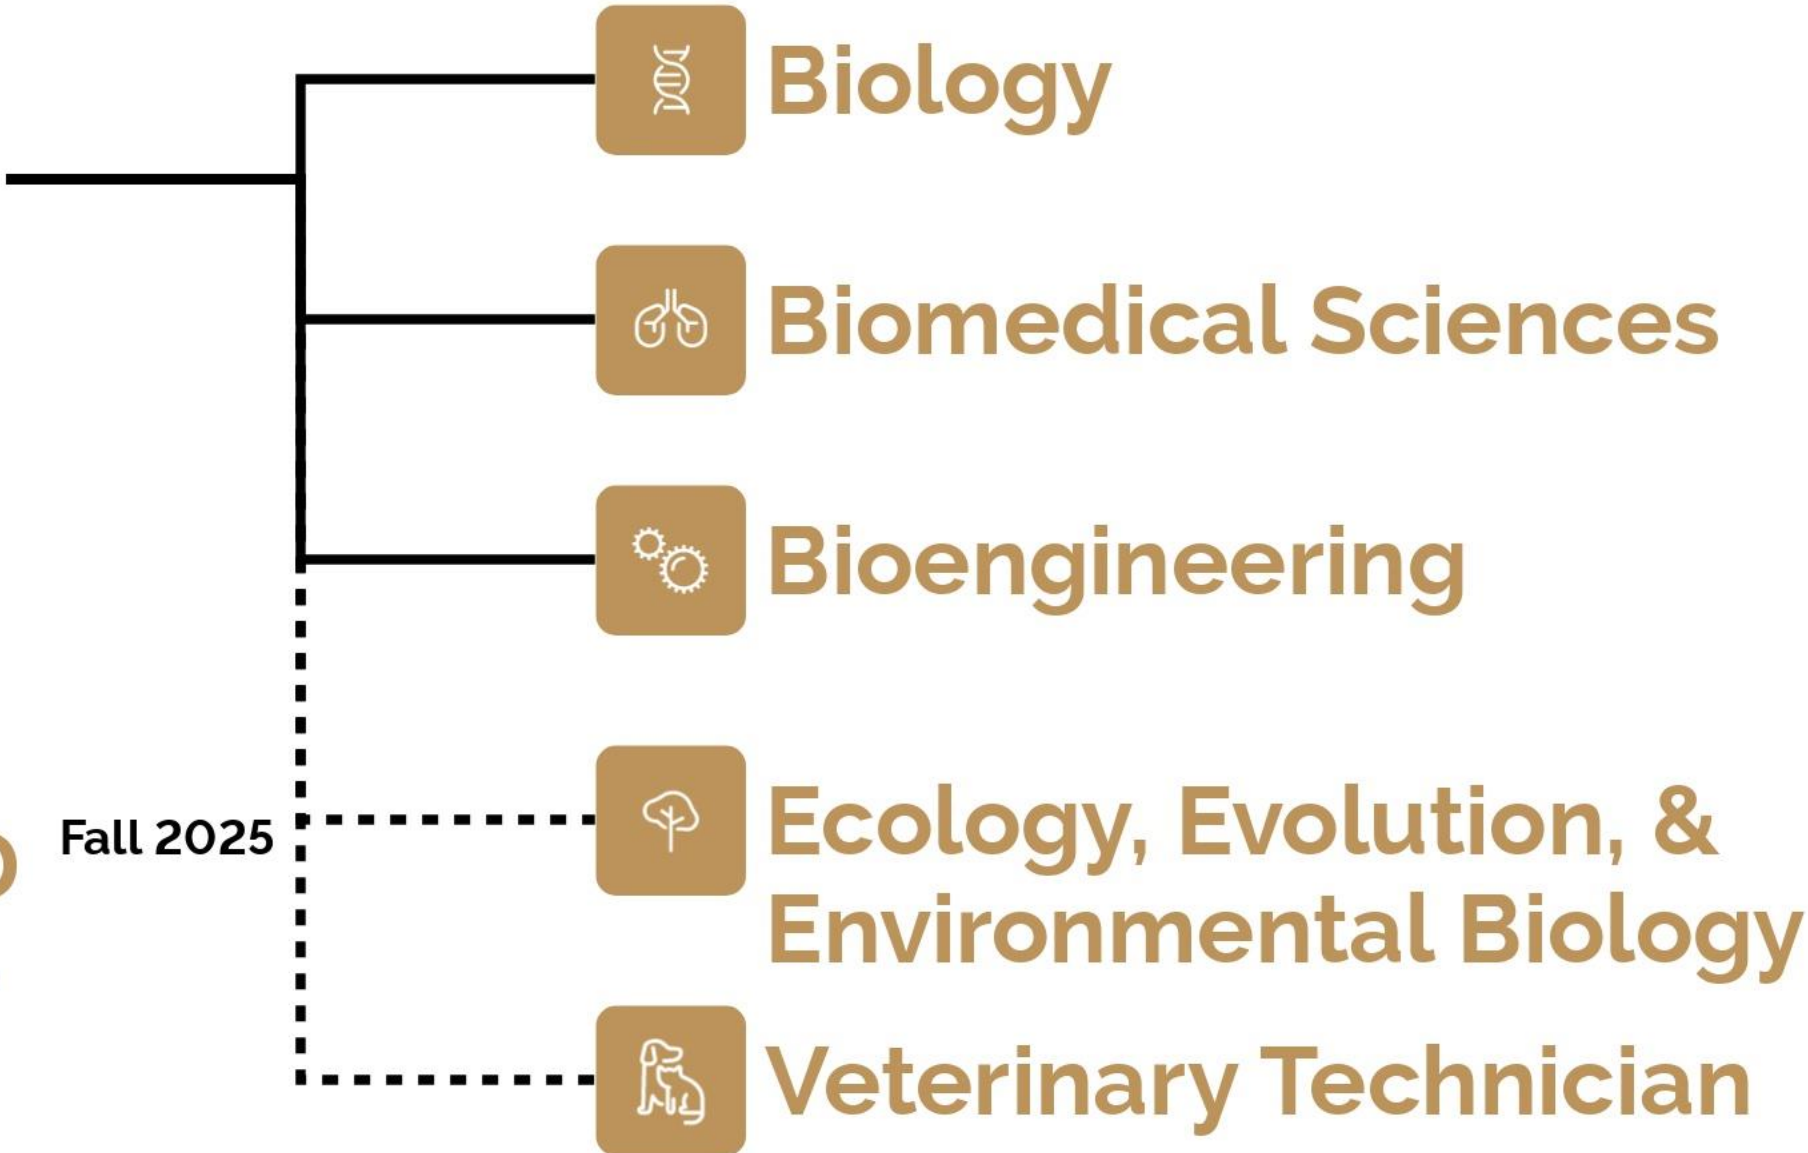 Biology
Biomedical Sciences
Bioengineering
Fall 2025
Ecology, Evolution, &
Environmental Biology
Veterinary Technician